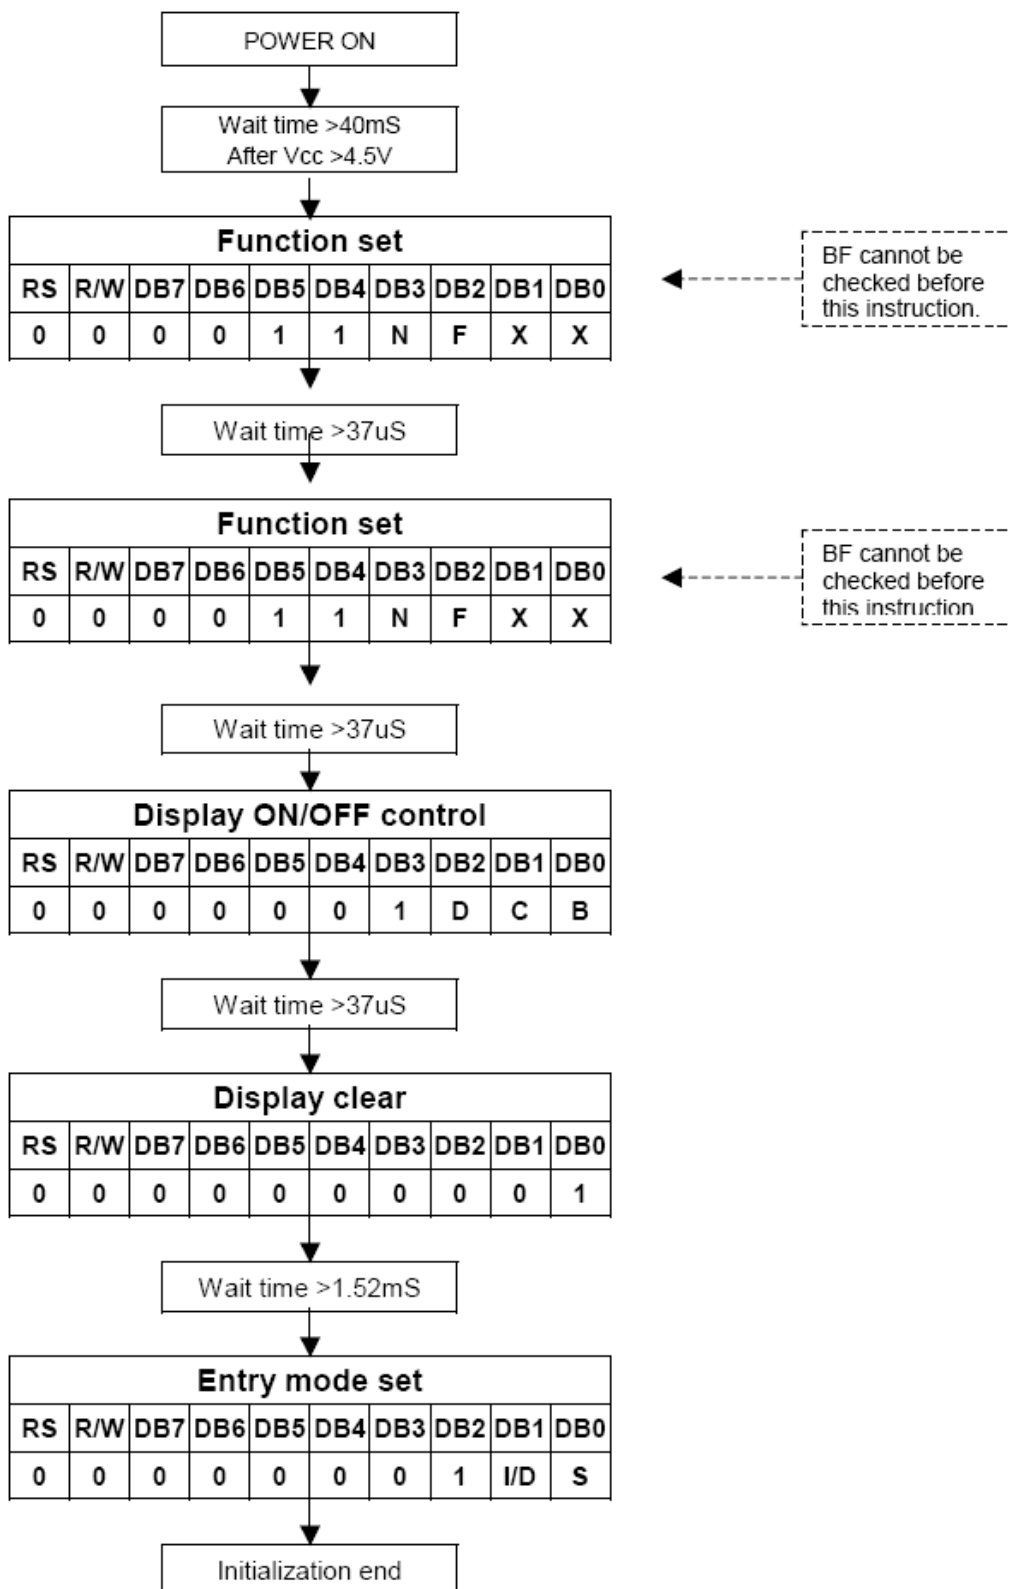 POWER ON
Wait time >40mS
After Vcc >4.5V
Function set
RS R/W DB7 DB6 DB5 DB4 DB3 DB2 DB1 DB0
0 0 0 0 1 1 N F X X
BF cannot be
checked before
this instruction.
Wait time >37uS
Function set
RS R/W DB7 DB6 DB5 DB4 DB3 DB2 DB1 DB0
0 0 0 0 1 1 N F X X
BF cannot be
checked before
this instruction
Wait time >37uS
Display ON/OFF control
RS R/W DB7 DB6 DB5 DB4 DB3 DB2 DB1 DB0
0 0 0 0 0 0 1 D C B
Wait time >37uS
Display clear
RS R/W DB7 DB6 DB5 DB4 DB3 DB2 DB1 DB0
0 0 0 0 0 0 0 0 0 1
Wait time >1.52mS
Entry mode set
RS R/W DB7 DB6 DB5 DB4 DB3 DB2 DB1 DB0
0 0 0 0 0 0 0 1 I/D S
Initialization end